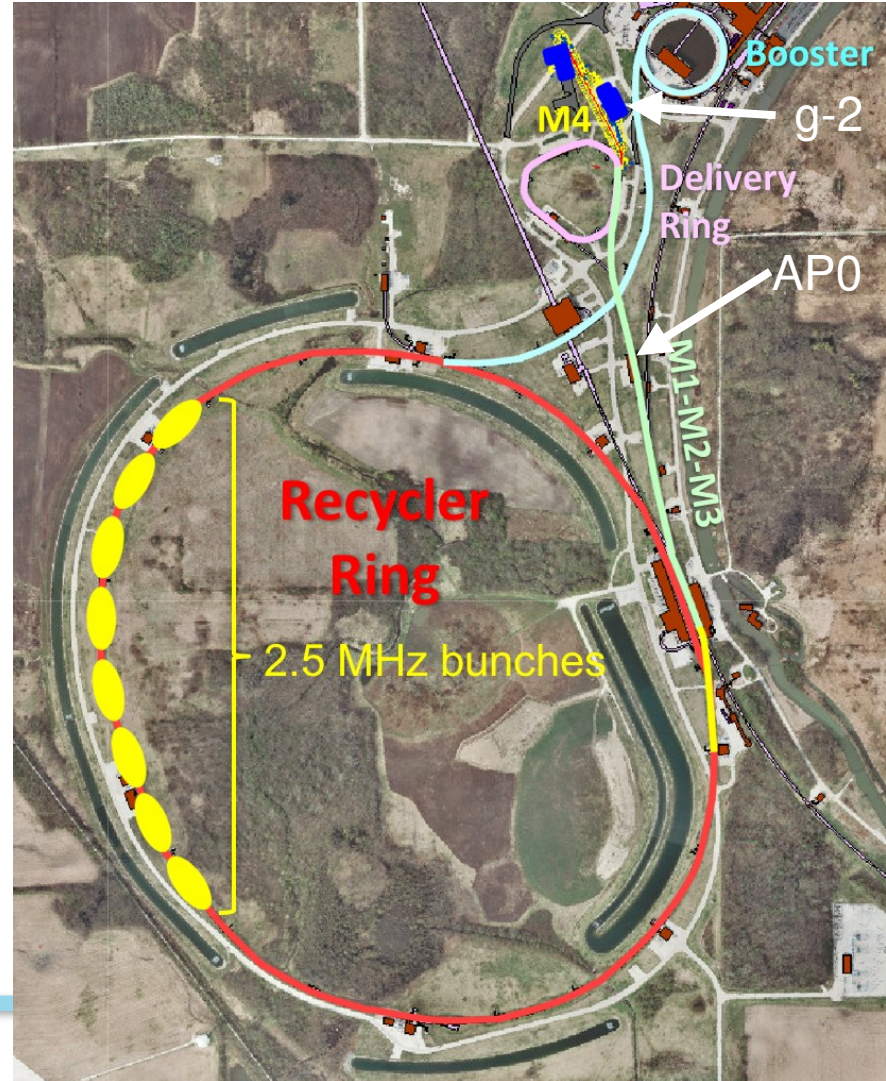 Booster
g-2
M4
Delivery
Ring
AP0
M1-M2-M3
Recycler
Ring
2.5 MHz bunches